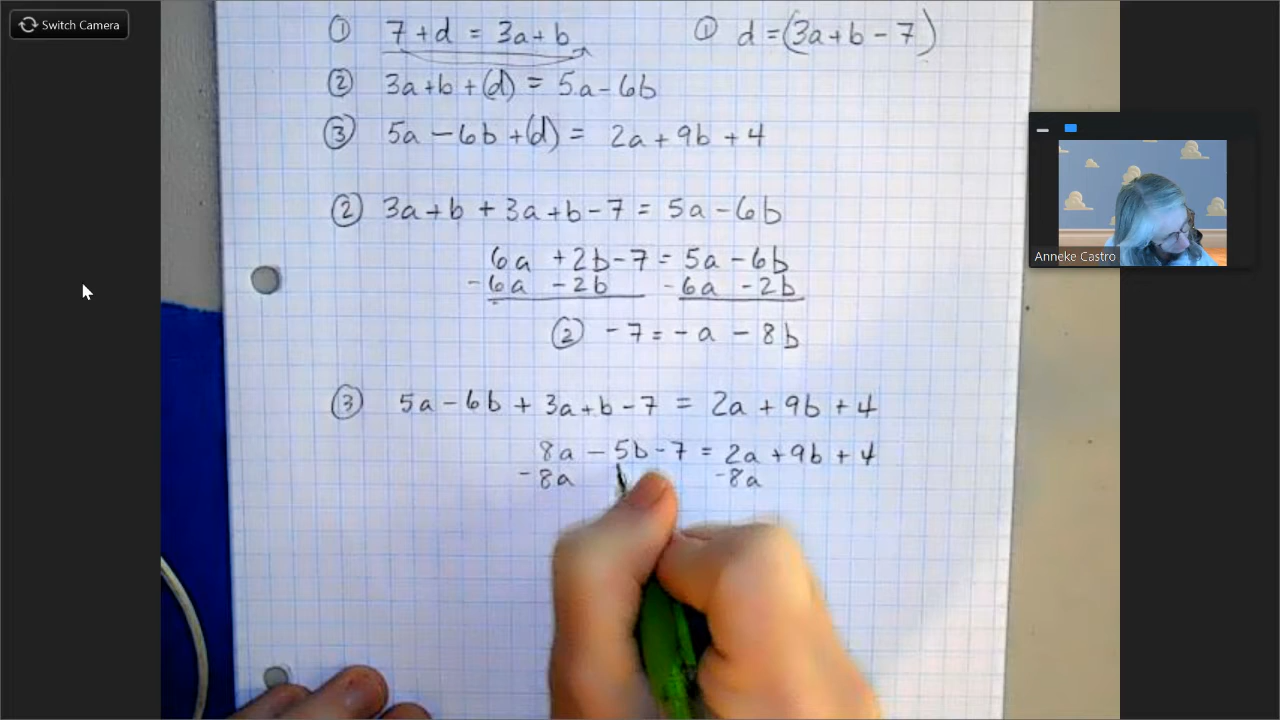 Switch Camera
① 7 + d = 3a + b ① d = (3a + b - 7)
② 3a + b + (d) = 5a - 6b
③ 5a - 6b + (d) = 2a + 9b + 4
Anneke Castro
② 3a + b + 3a + b - 7 = 5a - 6b
6a + 2b - 7 = 5a - 6b
- 6a - 2b - 6a - 2b
② - 7 = - a - 8b
③ 5a - 6b + 3a + b - 7 = 2a + 9b + 4
8a - 5b - 7 = 2a + 9b + 4
- 8a - 8a